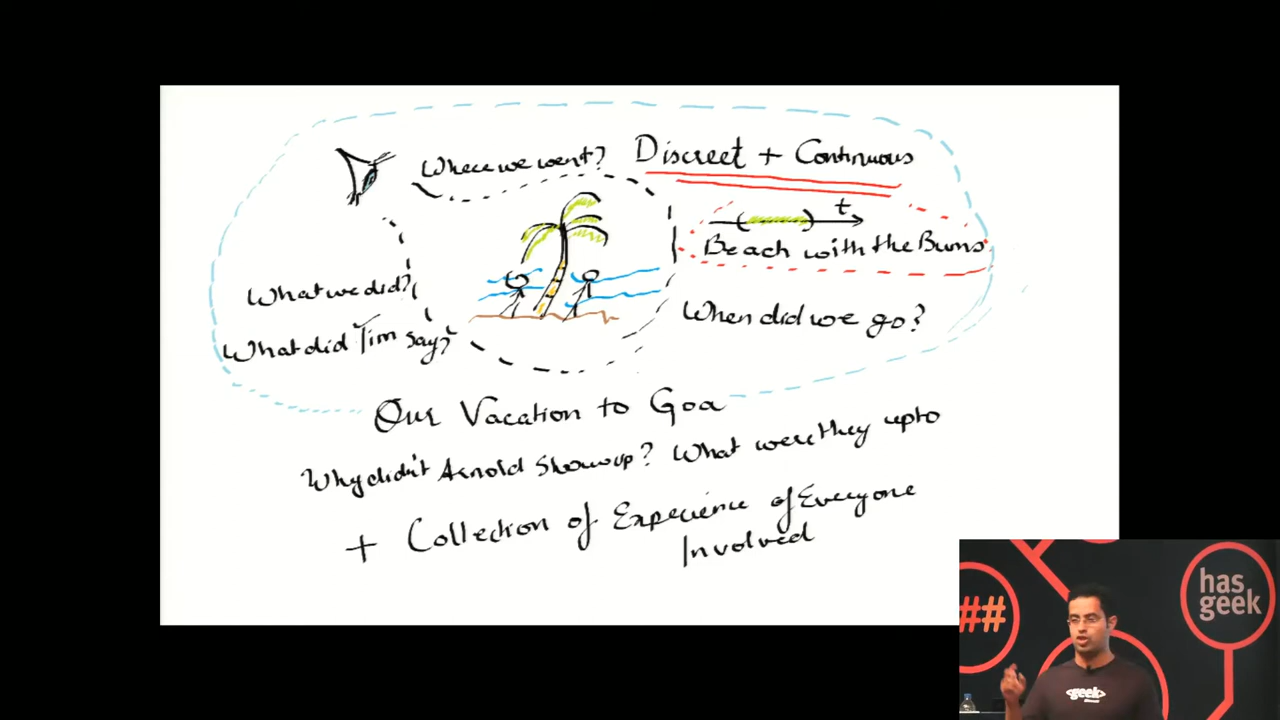 Where we went? Discreet + Continuous
t
Beach with the Bums
What we did?
When did we go?
What did Tim say?
Our Vacation to Goa
Why didn't Arnold Show up? What were they upto
+ Collection of Experience of Everyone
Involved
##
has
geek
geek